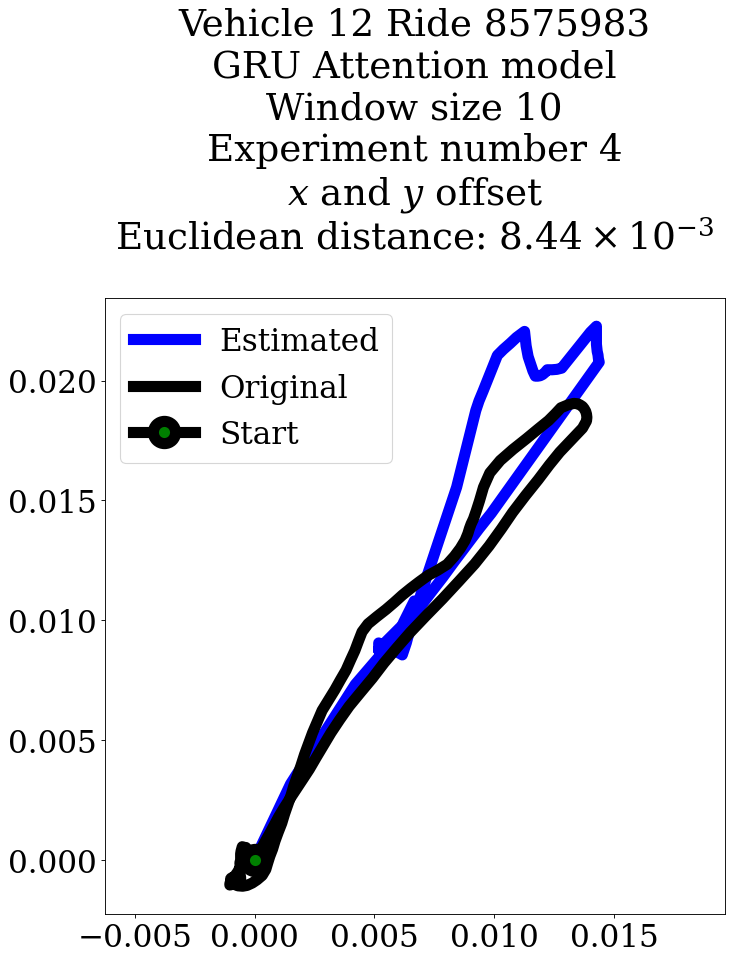 Vehicle 12 Ride 8575983
GRU Attention model
Window size 10
Experiment number 4
x and y offset
Euclidean distance: 8.44 × 10⁻³
Estimated
Original
Start
0.020
0.015
0.010
0.005
0.000
−0.005 0.000 0.005 0.010 0.015